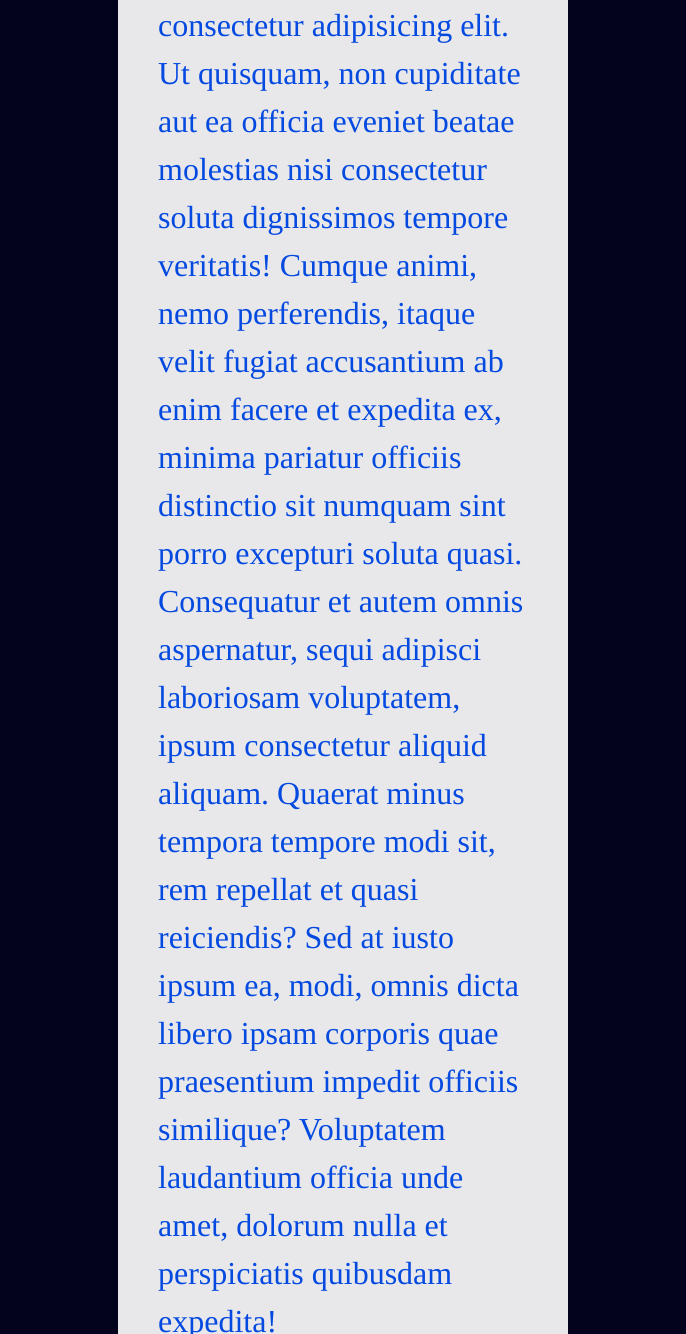 consectetur adipisicing elit.
Ut quisquam, non cupiditate
aut ea officia eveniet beatae
molestias nisi consectetur
soluta dignissimos tempore
veritatis! Cumque animi,
nemo perferendis, itaque
velit fugiat accusantium ab
enim facere et expedita ex,
minima pariatur officiis
distinctio sit numquam sint
porro excepturi soluta quasi.
Consequatur et autem omnis
aspernatur, sequi adipisci
laboriosam voluptatem,
ipsum consectetur aliquid
aliquam. Quaerat minus
tempora tempore modi sit,
rem repellat et quasi
reiciendis? Sed at iusto
ipsum ea, modi, omnis dicta
libero ipsam corporis quae
praesentium impedit officiis
similique? Voluptatem
laudantium officia unde
amet, dolorum nulla et
perspiciatis quibusdam
expedita!